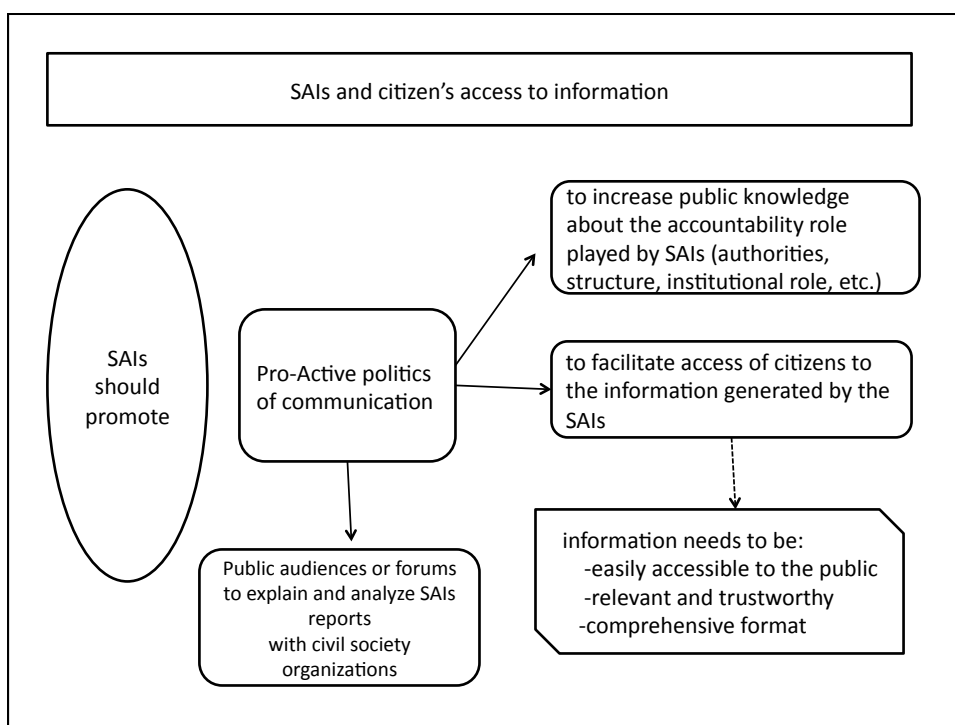 SAIs and citizen’s access to information
to increase public knowledge
about the accountability role
played by SAIs (authorities,
structure, institutional role, etc.)
SAIs
should
promote
Pro-Active politics
of communication
to facilitate access of citizens to
the information generated by the
SAIs
Public audiences or forums
to explain and analyze SAIs
reports
with civil society
organizations
information needs to be:
-easily accessible to the public
-relevant and trustworthy
-comprehensive format